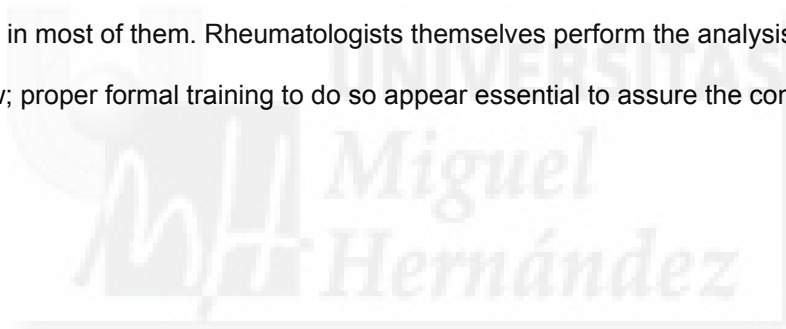 in most of them. Rheumatologists themselves perform the analysis
; proper formal training to do so appear essential to assure the
UNIVERSITAS
Miguel
Hernández